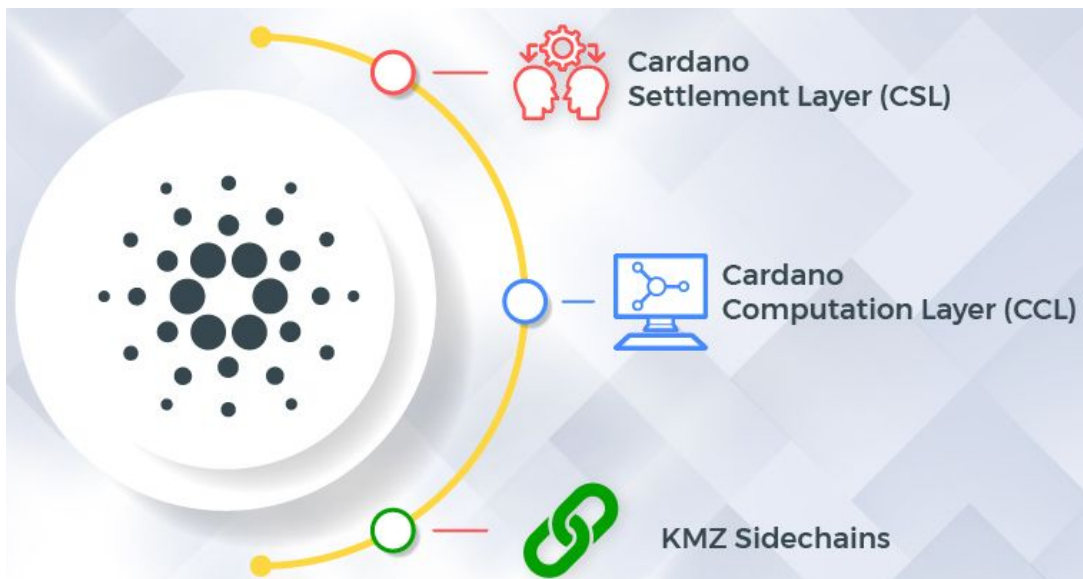 Cardano
Settlement Layer (CSL)
Cardano
Computation Layer (CCL)
KMZ Sidechains